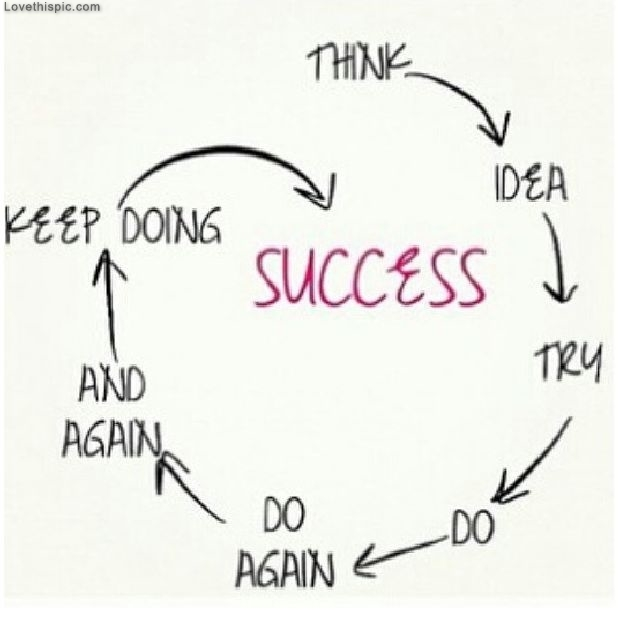 Lovethispic.com
THINK
IDEA
TRY
DO
DO
AGAIN
AND
AGAIN
KEEP DOING
SUCCESS